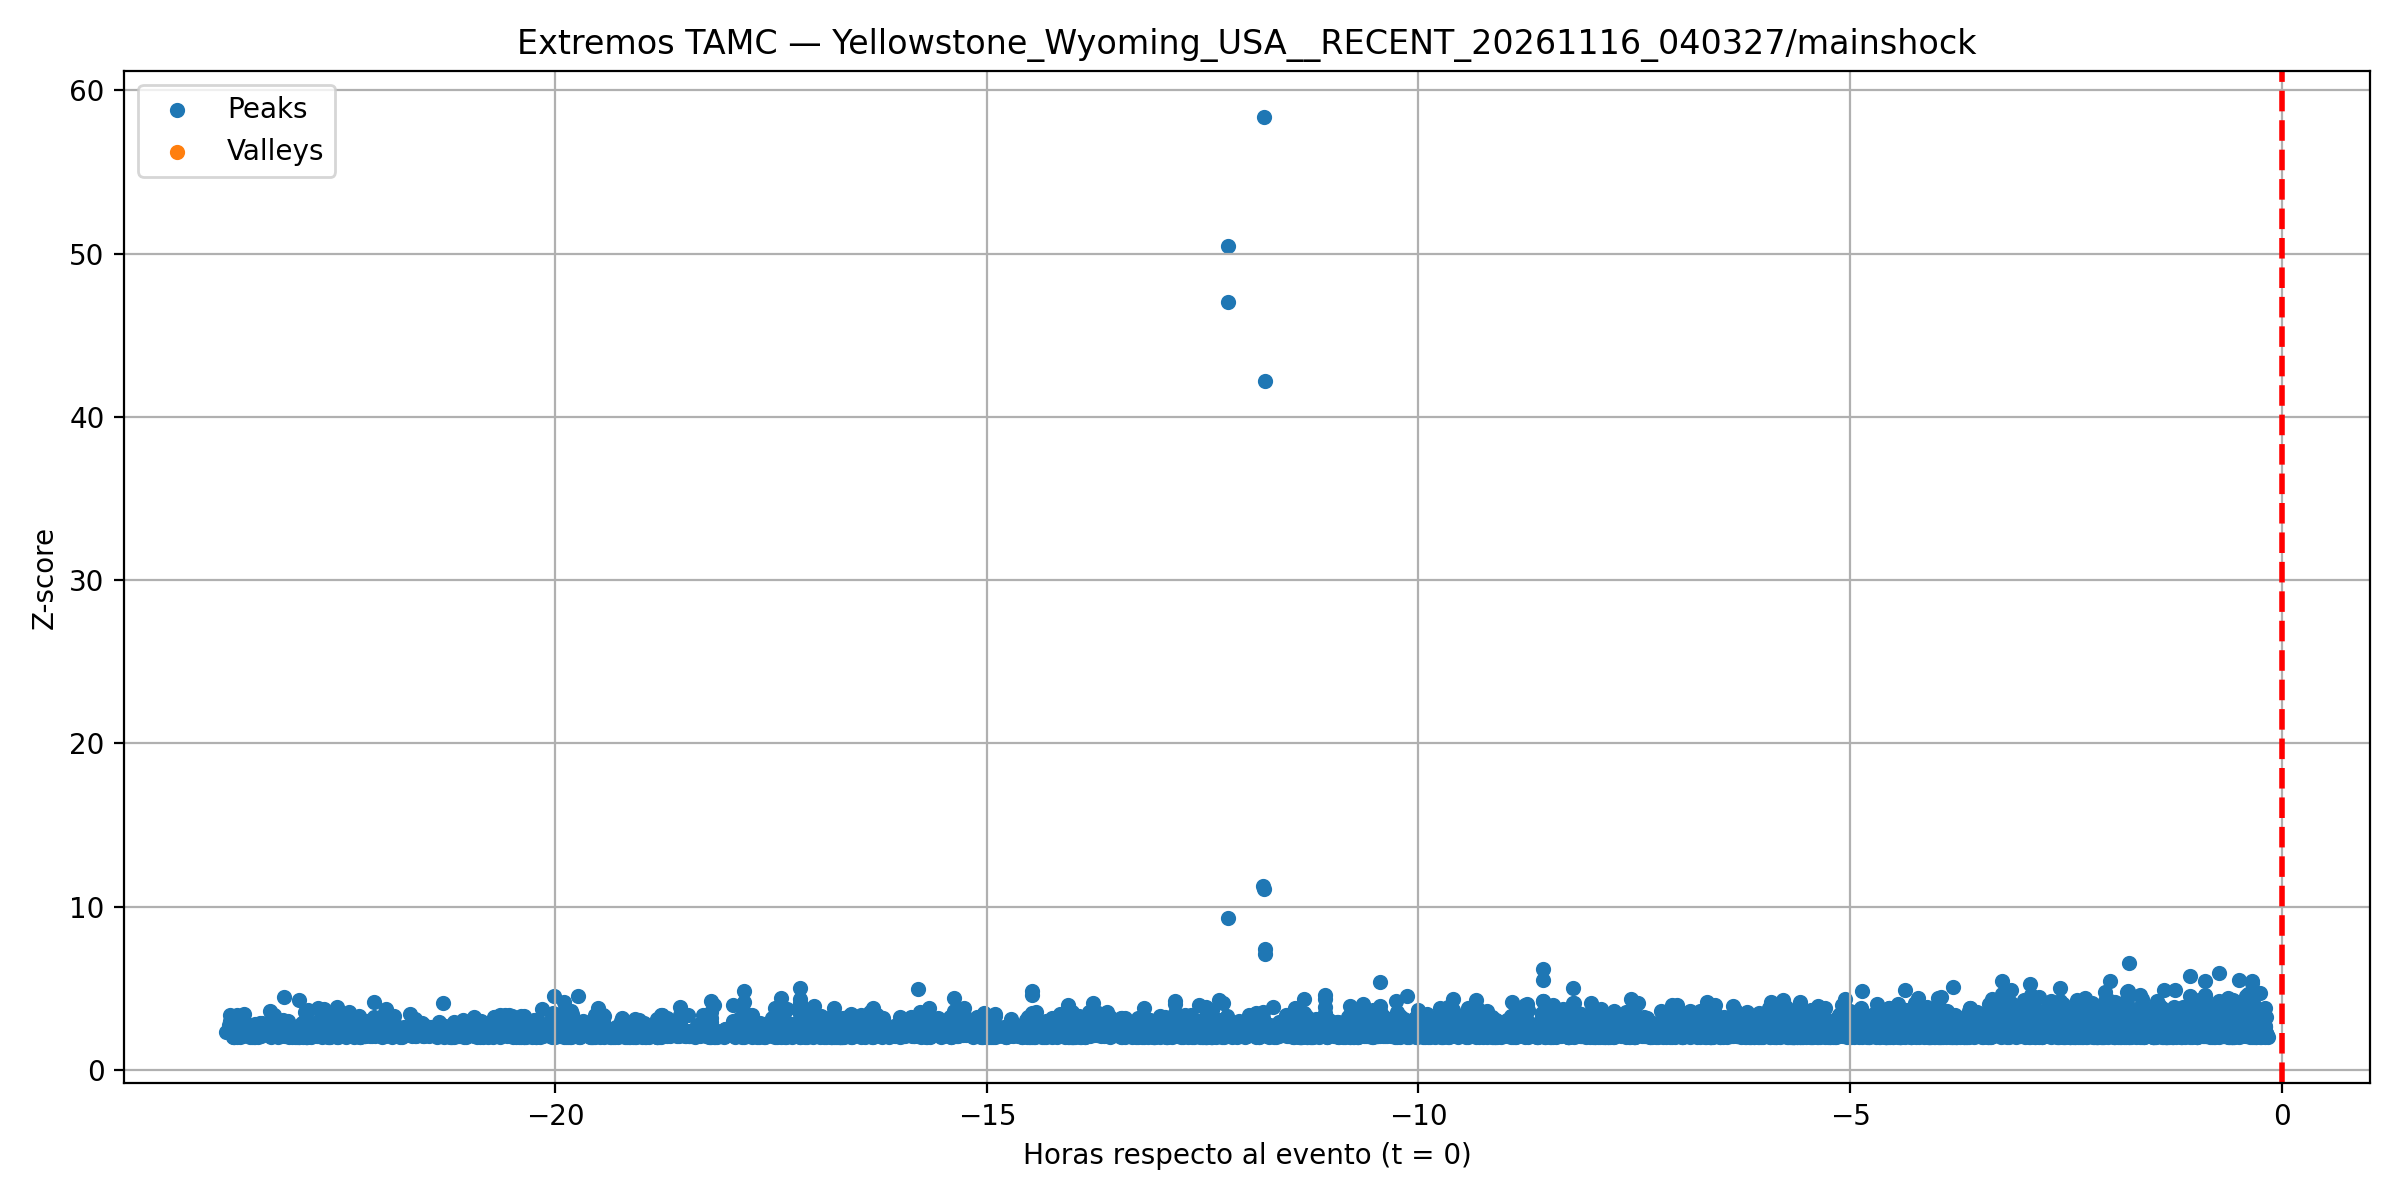 Extremos TAMC — Yellowstone_Wyoming_USA__RECENT_20261116_040327/mainshock
Peaks
Valleys
Z-score
60
50
40
30
20
10
0
−20
−15
−10
−5
0
Horas respecto al evento (t = 0)